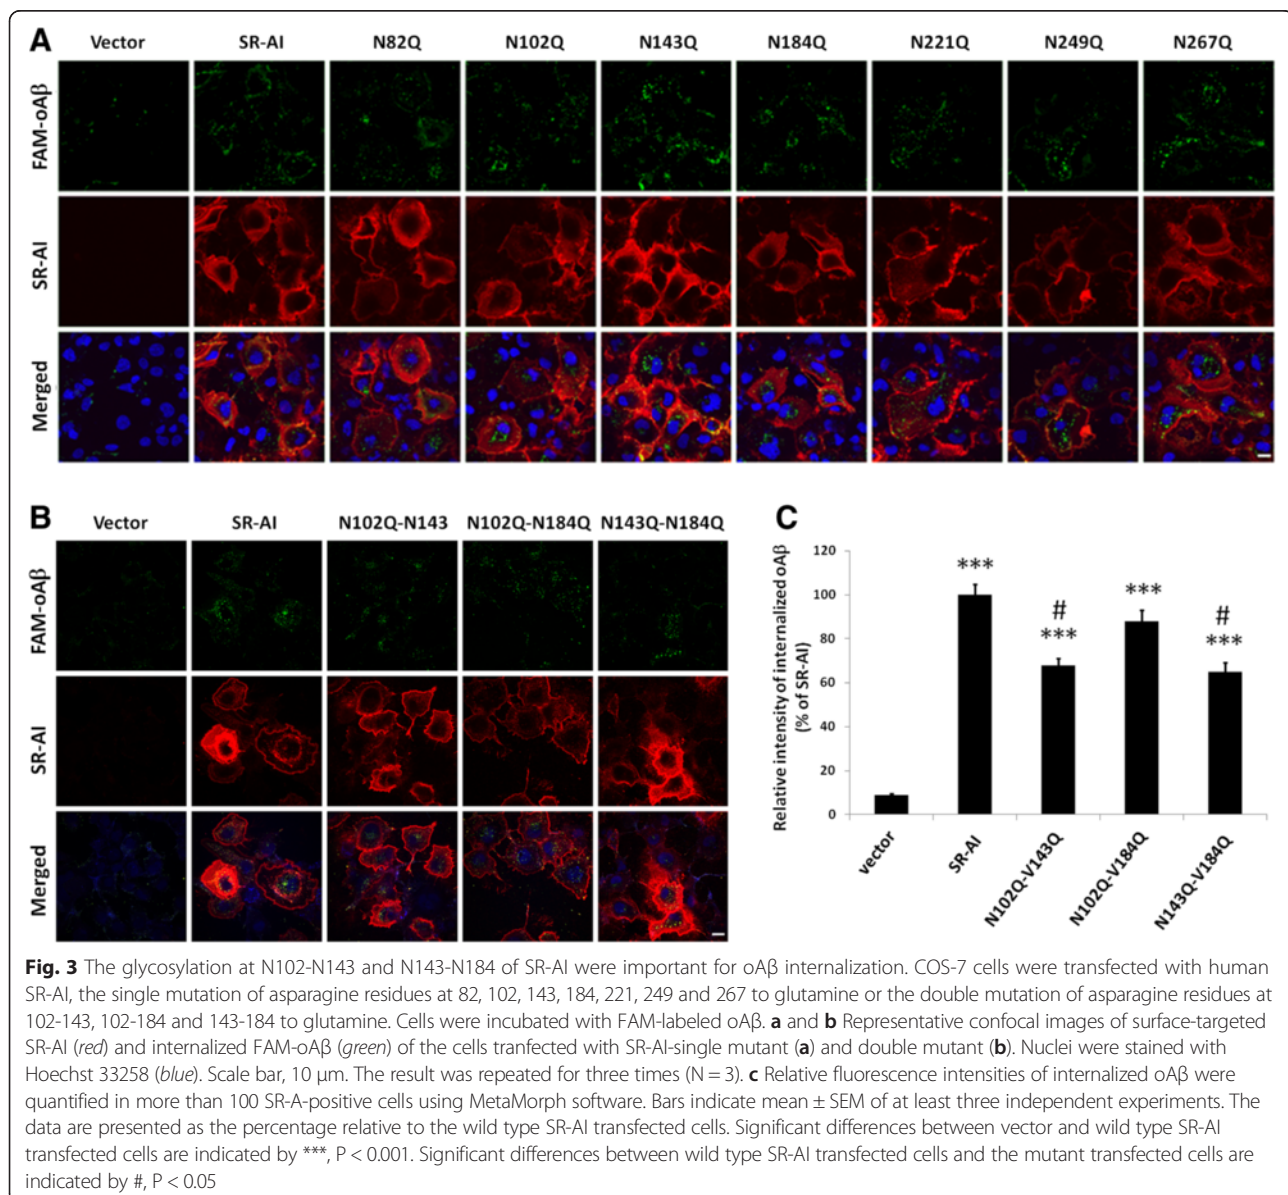 A
Vector SR-AI N82Q N102Q N143Q N184Q N221Q N249Q N267Q
FAM-oAβ
SR-AI
Merged
B
Vector SR-AI N102Q-N143 N102Q-N184Q N143Q-N184Q
FAM-oAβ
SR-AI
Merged
C
Relative intensity of internalized oAβ
(% of SR-AI)
120
100
80
60
40
20
0
***
#
***
***
#
***
vector
SR-AI
N102Q-V143Q
N102Q-V184Q
N143Q-V184Q
Fig. 3 The glycosylation at N102-N143 and N143-N184 of SR-AI were important for oAβ internalization. COS-7 cells were transfected with human
SR-AI, the single mutation of asparagine residues at 82, 102, 143, 184, 221, 249 and 267 to glutamine or the double mutation of asparagine residues at
102-143, 102-184 and 143-184 to glutamine. Cells were incubated with FAM-labeled oAβ. a and b Representative confocal images of surface-targeted
SR-AI (red) and internalized FAM-oAβ (green) of the cells tranfected with SR-AI-single mutant (a) and double mutant (b). Nuclei were stained with
Hoechst 33258 (blue). Scale bar, 10 μm. The result was repeated for three times (N = 3). c Relative fluorescence intensities of internalized oAβ were
quantified in more than 100 SR-A-positive cells using MetaMorph software. Bars indicate mean ± SEM of at least three independent experiments. The
data are presented as the percentage relative to the wild type SR-AI transfected cells. Significant differences between vector and wild type SR-AI
transfected cells are indicated by ***, P < 0.001. Significant differences between wild type SR-AI transfected cells and the mutant transfected cells are
indicated by #, P < 0.05